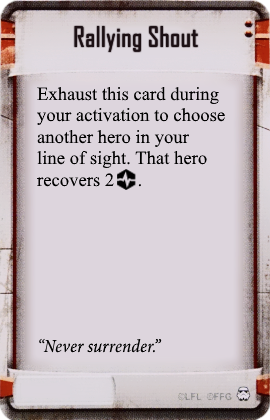 Rallying Shout
Exhaust this card during
your activation to choose
another hero in your
line of sight. That hero
recovers 2.
“Never surrender.”
©LFL ©FFG